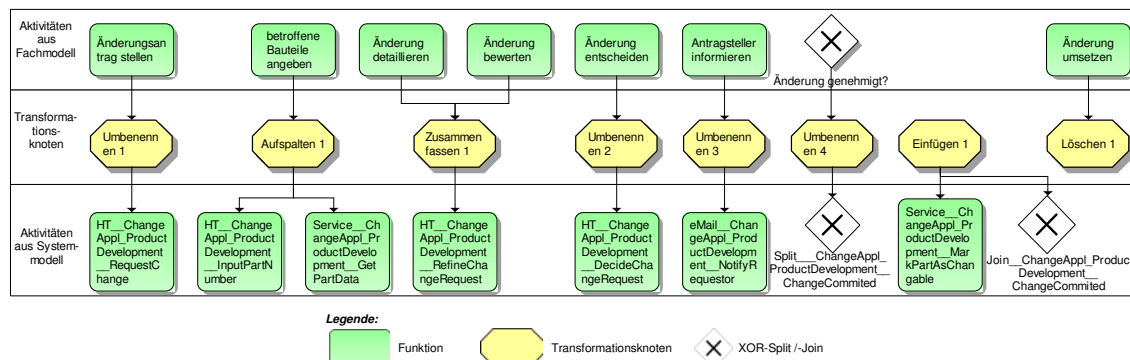 Aktivitäten
aus
Fachmodell
Änderungsan
trag stellen
betroffene
Bauteile
angeben
Änderung
detaillieren
Änderung
bewerten
Änderung
entscheiden
Antragsteller
informieren
Änderung genehmigt?
Änderung
umsetzen
Transforma-
tions-
knoten
Umbenenn
en 1
Aufspalten 1
Zusammen
fassen 1
Umbenenn
en 2
Umbenenn
en 3
Umbenenn
en 4
Einfügen 1
Löschen 1
Aktivitäten
aus System-
modell
HT__Change
Appl_Product
Development
__RequestC
hange
HT__Change
Appl_Product
Development
__InputPartN
umber
Service__Ch
angeAppl_Pr
oductDevelo
pment__Get
PartData
HT__Change
Appl_Product
Development
__RefineCha
ngeRequest
HT__Change
Appl_Product
Development
__DecideCha
ngeRequest
eMail__Chan
geAppl_Prod
uctDevelopm
ent__NotifyR
equestor
Split___ChangeAppl_
ProductDevelopment__
ChangeCommited
Service__Ch
angeAppl_Pr
oductDevelo
pment__Mar
kPartAsChan
gable
Join__ChangeAppl_Produc
Development__
ChangeCommited
Legende:
Funktion
Transformationsknoten
XOR-Split /-Join